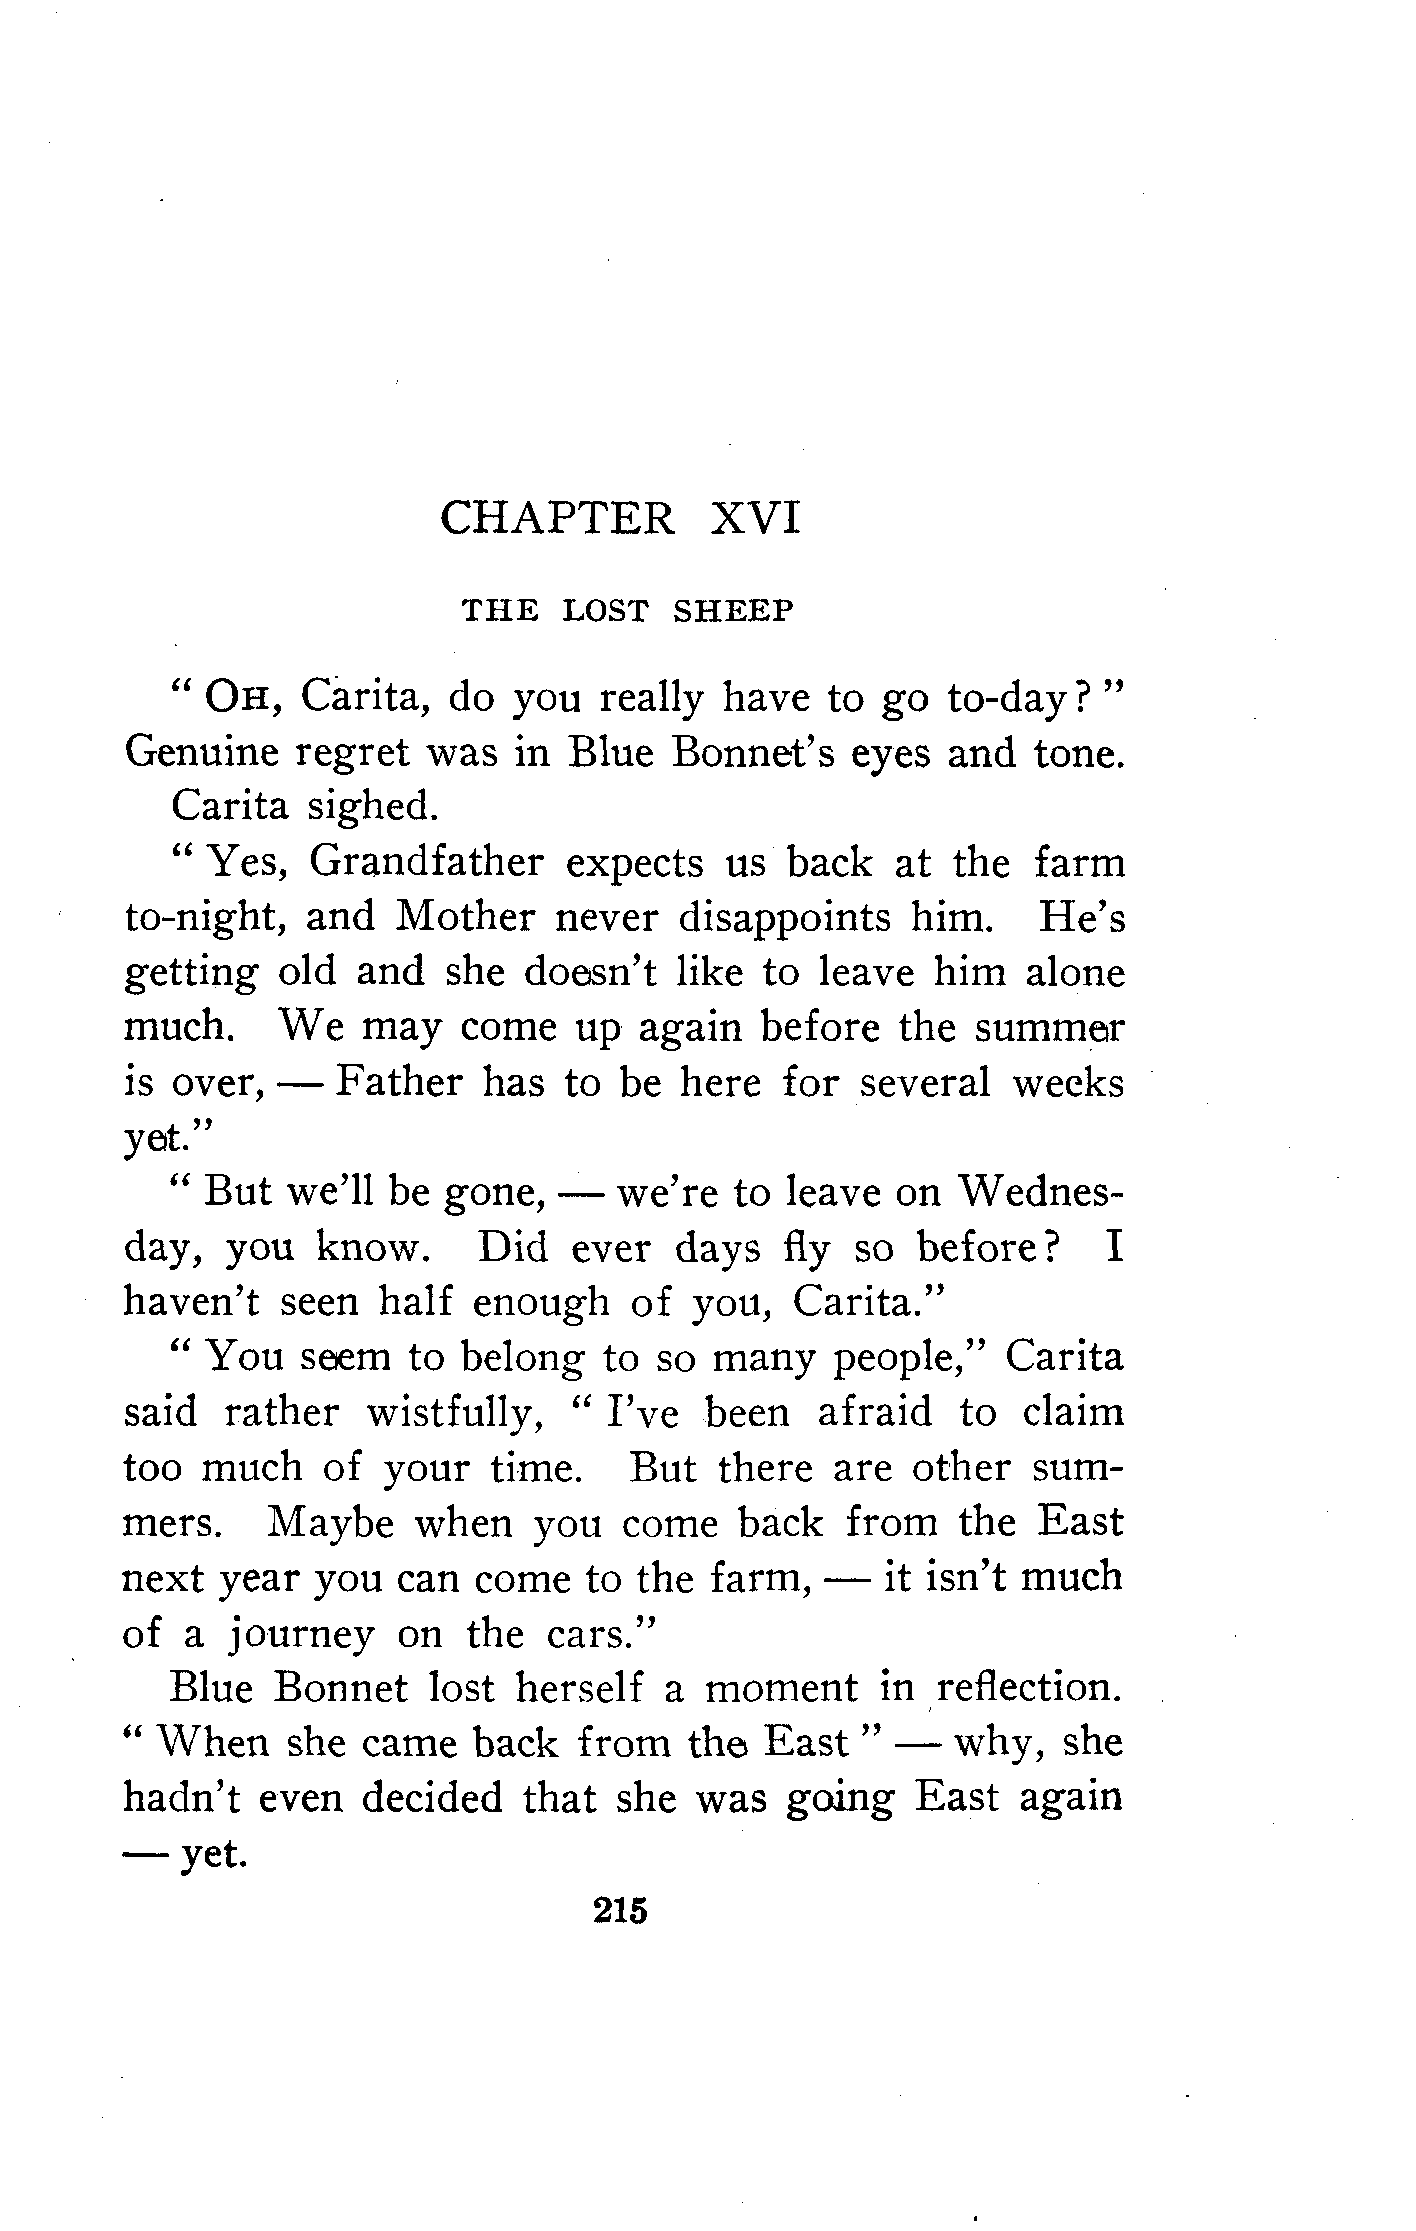 CHAPTER XVI
THE LOST SHEEP
" OH, Carita, do you really have to go to-day? "
Genuine regret was in Blue Bonnet's eyes and tone.
Carita sighed.
" Yes, Grandfather expects us back at the farm
to-night, and Mother never disappoints him. He's
getting old and she doesn't like to leave him alone
much. We may come up again before the summer
is over, — Father has to be here for several weeks
yet."
" But we'll be gone, — we're to leave on Wednes-
day, you know. Did ever days fly so before? I
haven't seen half enough of you, Carita."
" You seem to belong to so many people," Carita
said rather wistfully, " I've been afraid to claim
too much of your time. But there are other sum-
mers. Maybe when you come back from the East
next year you can come to the farm, — it isn't much
of a journey on the cars."
Blue Bonnet lost herself a moment in reflection.
" When she came back from the East " — why, she
hadn't even decided that she was going East again
— yet.
215